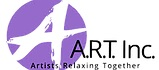 A.R.T. Inc.
Artists Relaxing Together